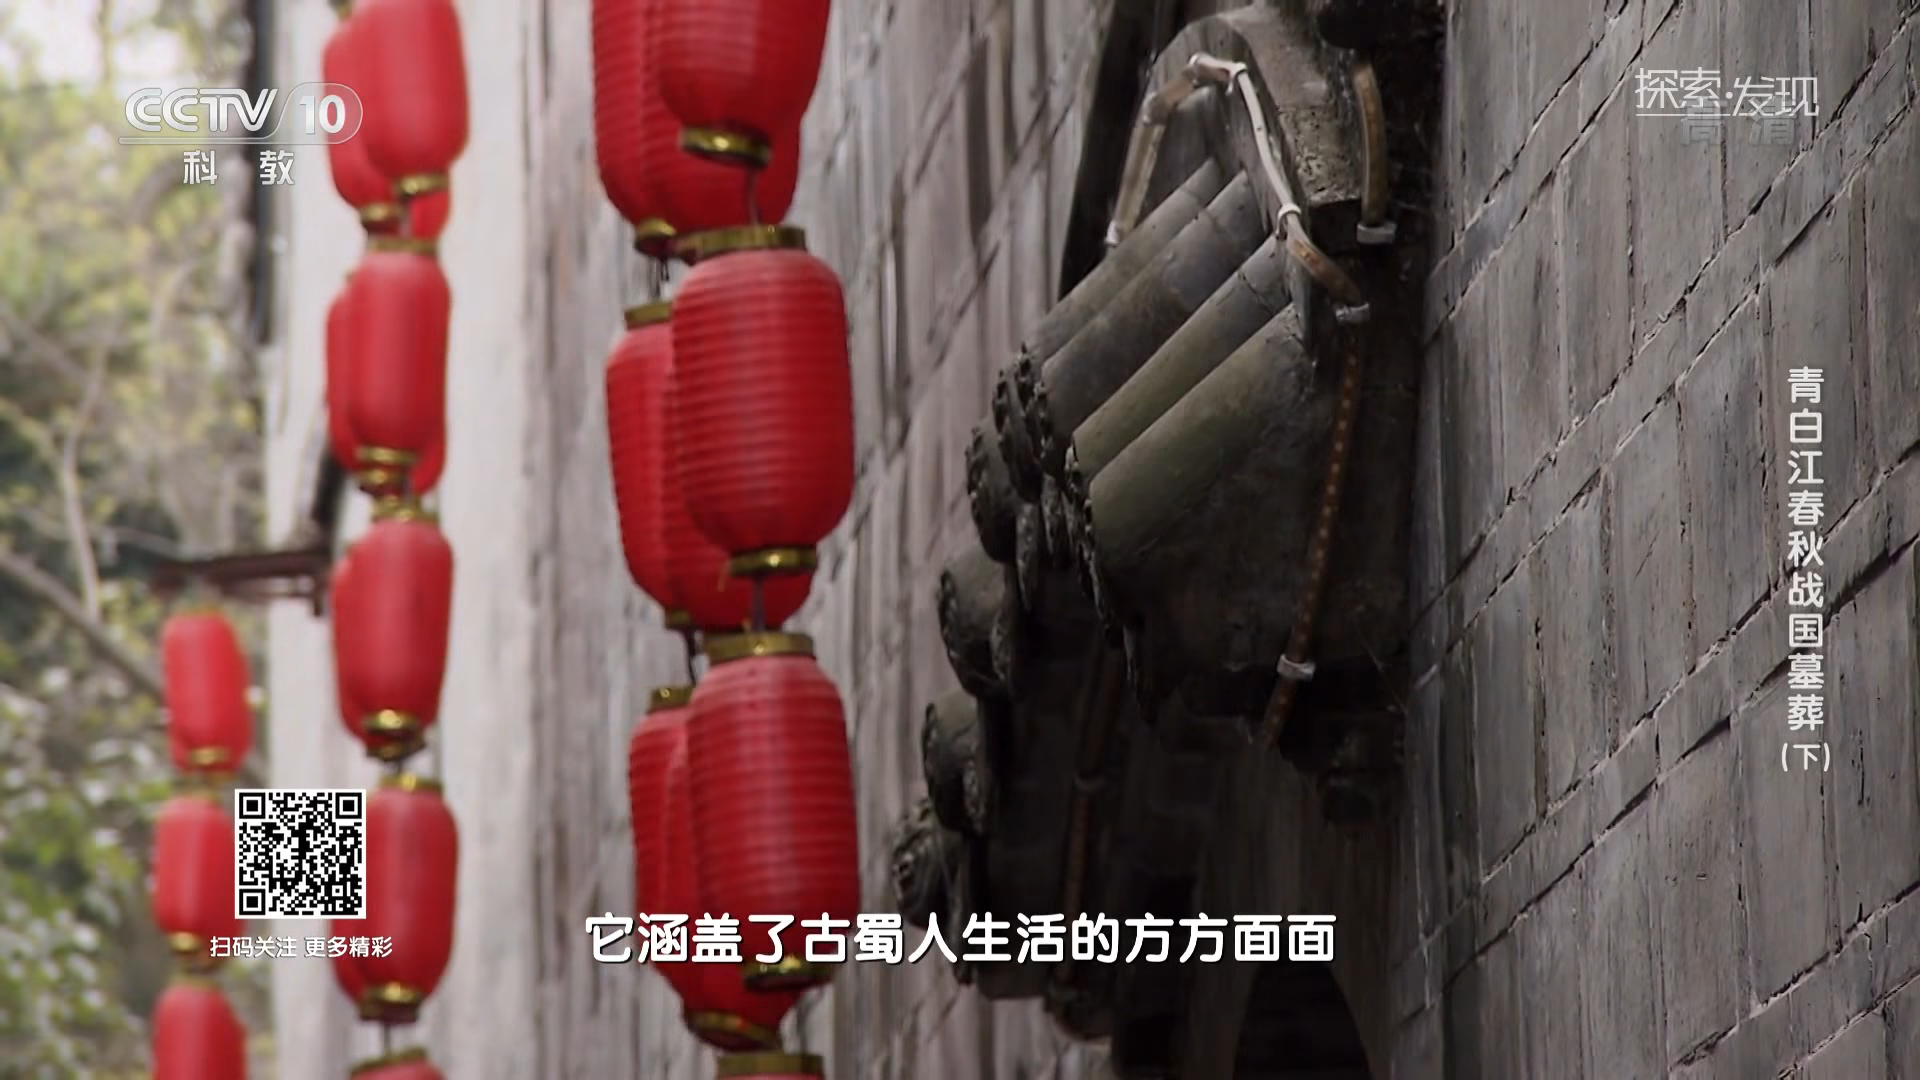 CCTV 10
科教
探索·发现
高清
青白江春秋战国墓葬(下)
扫码关注 更多精彩
它涵盖了古蜀人生活的方方面面